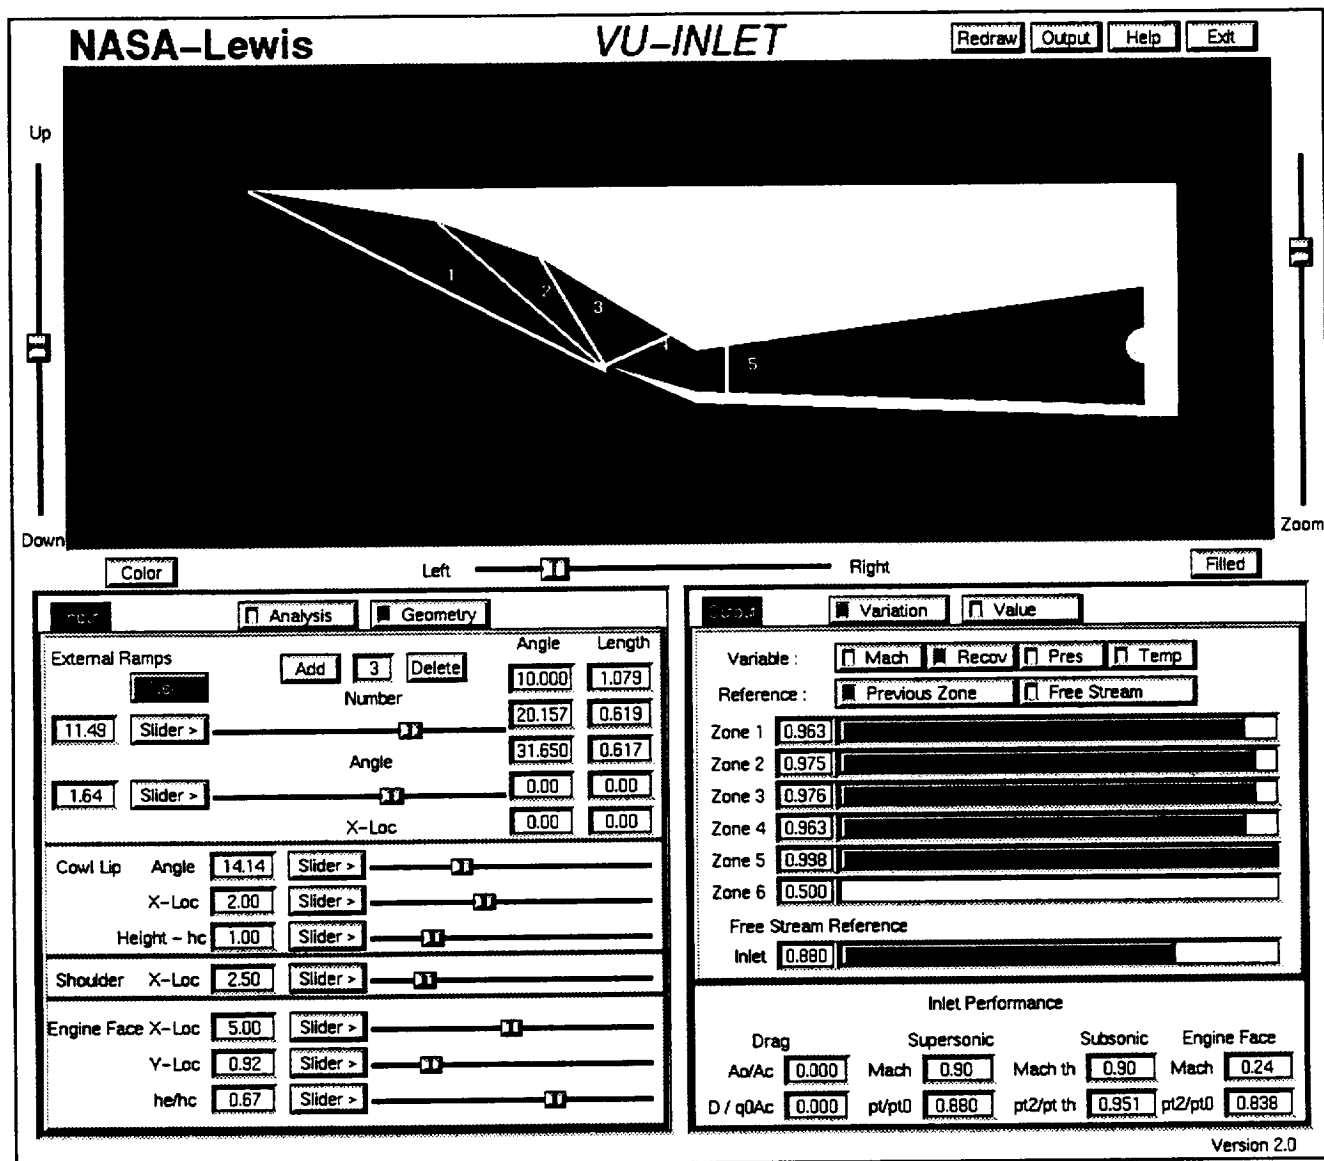 NASA-Lewis VU-INLET Redraw Output Help Exit
Up
1 2 3 4 5
Down Zoom
Color Left Right Filled
Input Analysis Geometry
External Ramps Add 3 Delete Angle Length
Number
10.000 1.079
20.157 0.619
11.49 Slider >
Angle
31.650 0.617
1.64 Slider >
0.00 0.00
X-Loc
0.00 0.00
Cowl Lip Angle 14.14 Slider >
X-Loc 2.00 Slider >
Height - hc 1.00 Slider >
Shoulder X-Loc 2.50 Slider >
Engine Face X-Loc 5.00 Slider >
Y-Loc 0.92 Slider >
he/hc 0.67 Slider >
Output Variation Value
Variable : Mach Recov Pres Temp
Reference : Previous Zone Free Stream
Zone 1 0.963
Zone 2 0.975
Zone 3 0.976
Zone 4 0.963
Zone 5 0.998
Zone 6 0.500
Free Stream Reference
Inlet 0.880
Inlet Performance
Drag Supersonic Subsonic Engine Face
Ao/Ac 0.000 Mach 0.90 Mach th 0.90 Mach 0.24
D / q0Ac 0.000 pt/pt0 0.880 pt2/pt th 0.951 pt2/pt0 0.838
Version 2.0